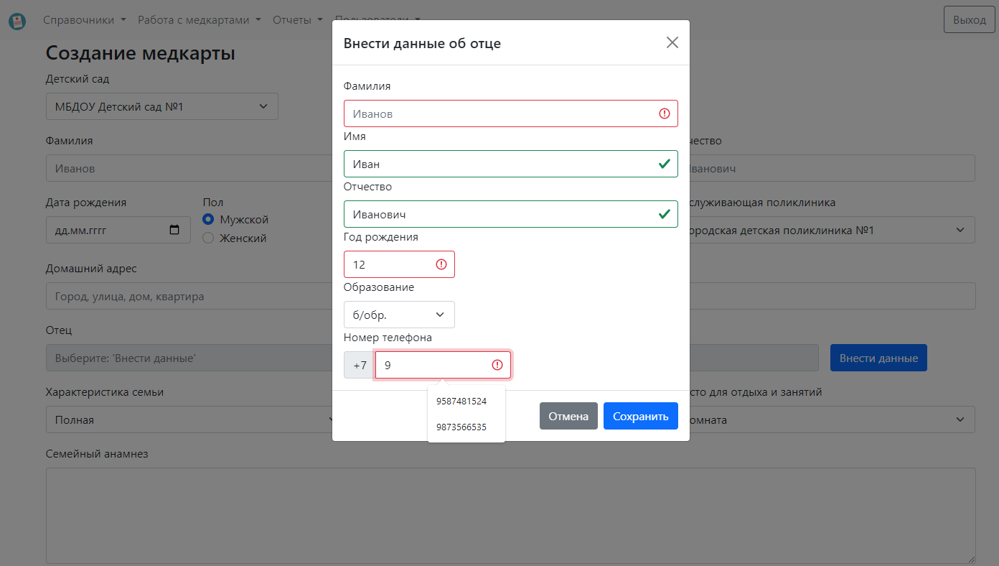 Справочники Работа с медкартами Отчеты Пользователи Выход
Создание медкарты
Детский сад
МБДОУ Детский сад №1
Фамилия чество
Иванов Іванович
Дата рождения Пол служивающая поликлиника
дд.мм.гггг Мужской ородская детская поликлиника №1
Женский
Домашний адрес
Город, улица, дом, квартира
Отец
Выберите: 'Внести данные' Внести данные
Характеристика семьи сто для отдыха и занятий
Полная омната
Семейный анамнез
Внести данные об отце
Фамилия
Иванов
Имя
Иван
Отчество
Иванович
Год рождения
12
Образование
б/обр.
Номер телефона
+7 9
9587481524
9873566535
Отмена Сохранить